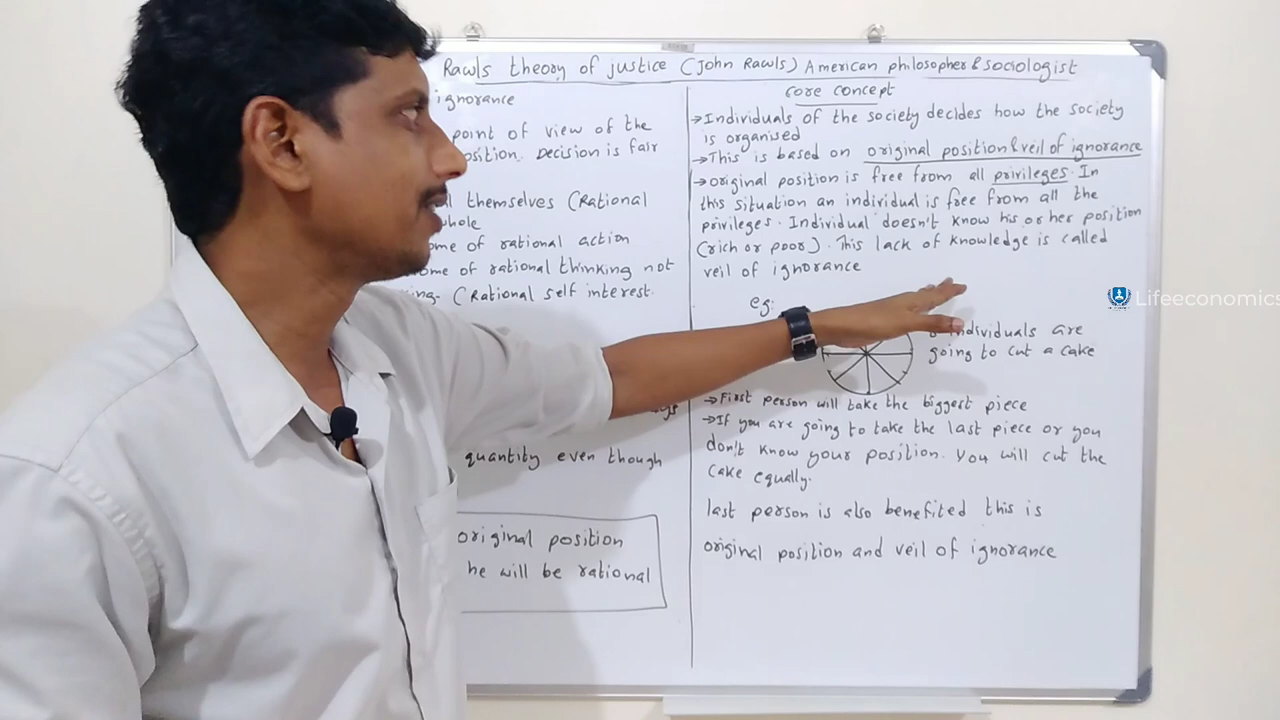 Rawls theory of justice (John Rawls) American philosopher & sociologist
ignorance
point of view of the
Decision is fair
themselves (Rational
of rational action
of rational thinking not
(Rational self interest.
quantity even though
original position
he will be rational
core concept
→Individuals of the society decides how the society
is organised
→This is based on original position & veil of ignorance
→original position is free from all privileges. In
this situation an individual is free from all the
privileges. Individual doesn't know his or her position
(rich or poor). This lack of knowledge is called
veil of ignorance
eg:
individuals are
going to cut a cake
→First person will take the biggest piece
→If you are going to take the last piece or you
don't know your position. You will cut the
cake equally.
last person is also benefited this is
original position and veil of ignorance
Lifeeconomics